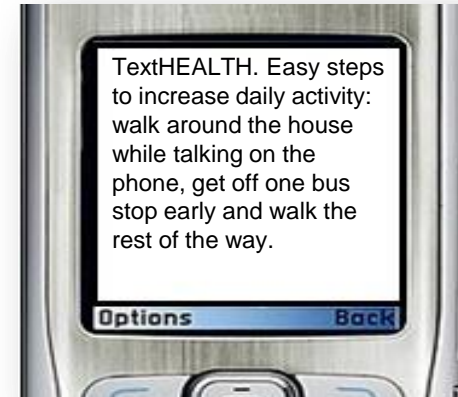 TextHEALTH. Easy steps
to increase daily activity:
walk around the house
while talking on the
phone, get off one bus
stop early and walk the
rest of the way.
Options Back